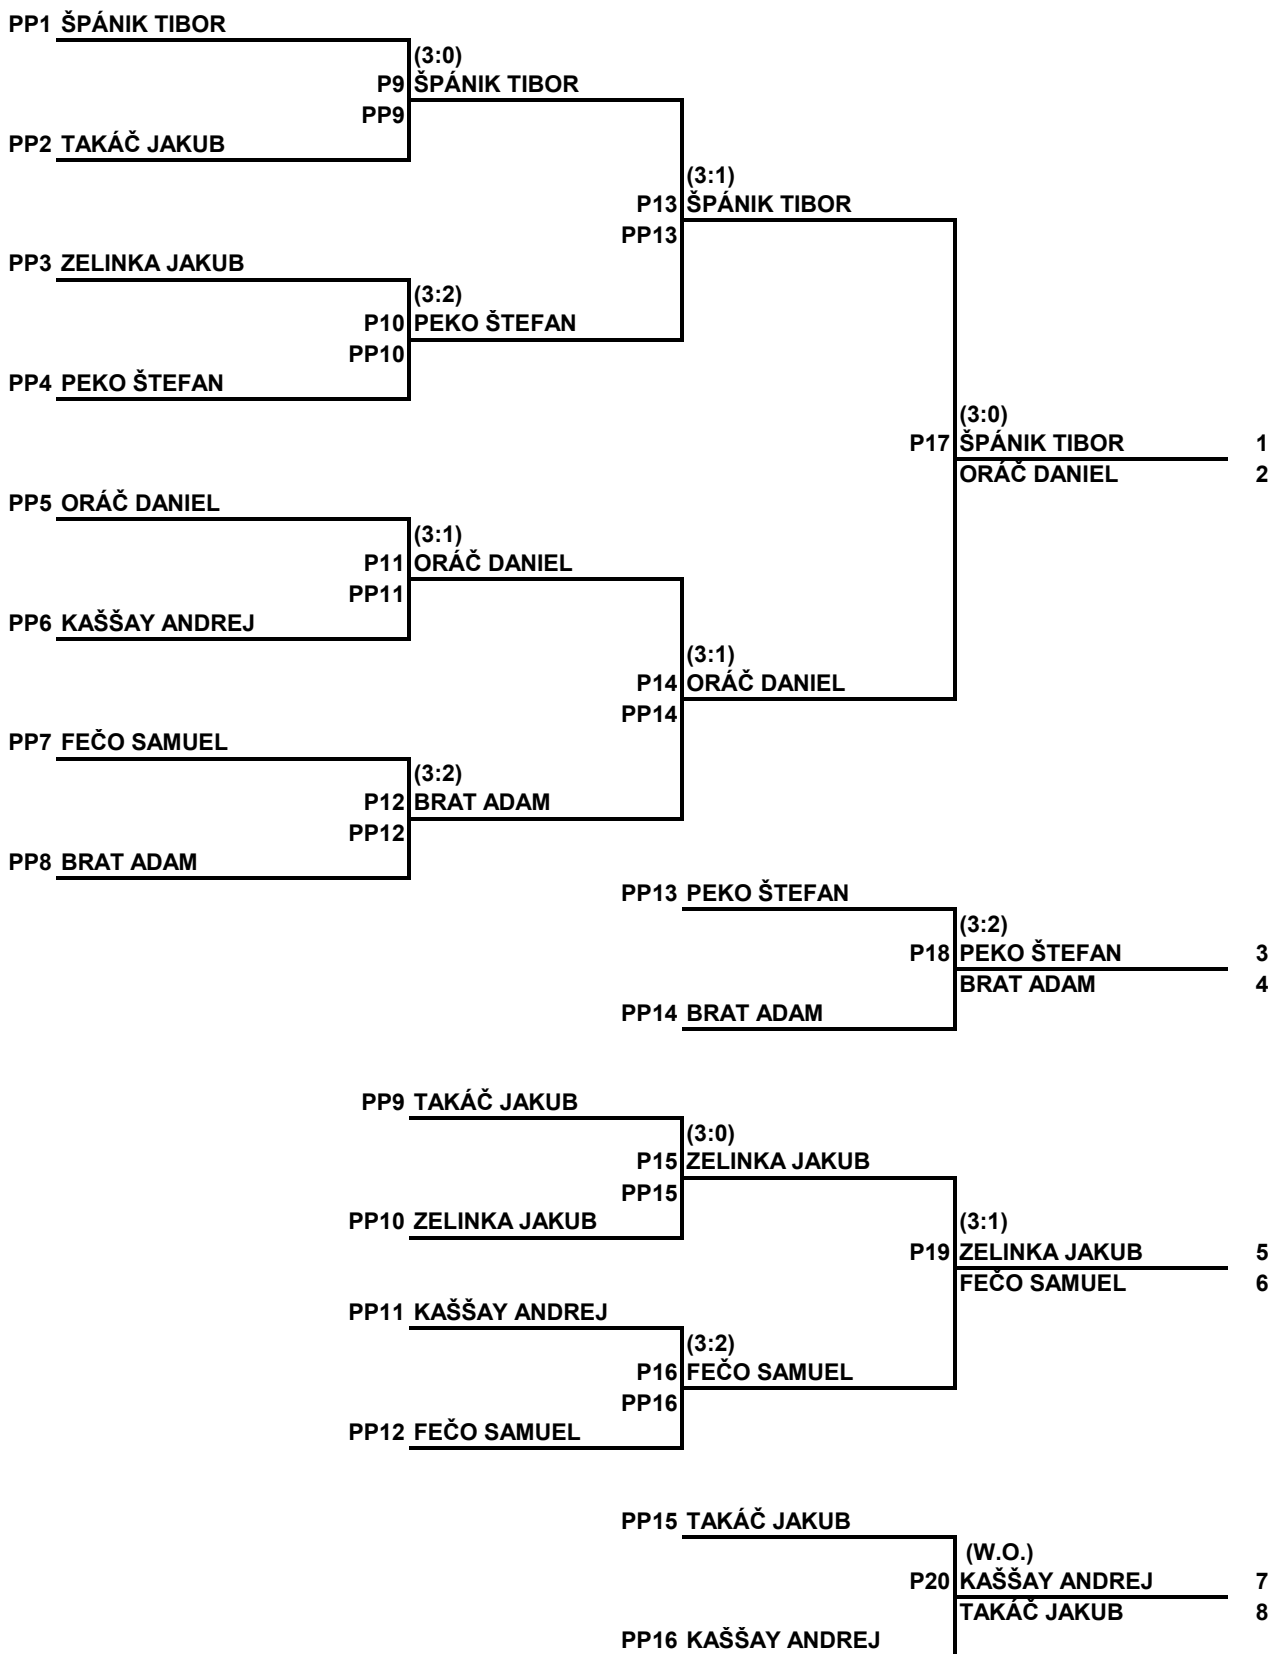 PP1 ŠPÁNIK TIBOR
(3:0)
P9 ŠPÁNIK TIBOR
PP9
PP2 TAKÁČ JAKUB
(3:1)
P13 ŠPÁNIK TIBOR
PP13
PP3 ZELINKA JAKUB
(3:2)
P10 PEKO ŠTEFAN
PP10
PP4 PEKO ŠTEFAN
(3:0)
P17 ŠPÁNIK TIBOR 1
ORÁČ DANIEL 2
PP5 ORÁČ DANIEL
(3:1)
P11 ORÁČ DANIEL
PP11
PP6 KAŠŠAY ANDREJ
(3:1)
P14 ORÁČ DANIEL
PP14
PP7 FEČO SAMUEL
(3:2)
P12 BRAT ADAM
PP12
PP8 BRAT ADAM
PP13 PEKO ŠTEFAN
(3:2)
P18 PEKO ŠTEFAN 3
BRAT ADAM 4
PP14 BRAT ADAM
PP9 TAKÁČ JAKUB
(3:0)
P15 ZELINKA JAKUB
PP15
PP10 ZELINKA JAKUB
(3:1)
P19 ZELINKA JAKUB 5
FEČO SAMUEL 6
PP11 KAŠŠAY ANDREJ
(3:2)
P16 FEČO SAMUEL
PP16
PP12 FEČO SAMUEL
PP15 TAKÁČ JAKUB
(W.O.)
P20 KAŠŠAY ANDREJ 7
TAKÁČ JAKUB 8
PP16 KAŠŠAY ANDREJ